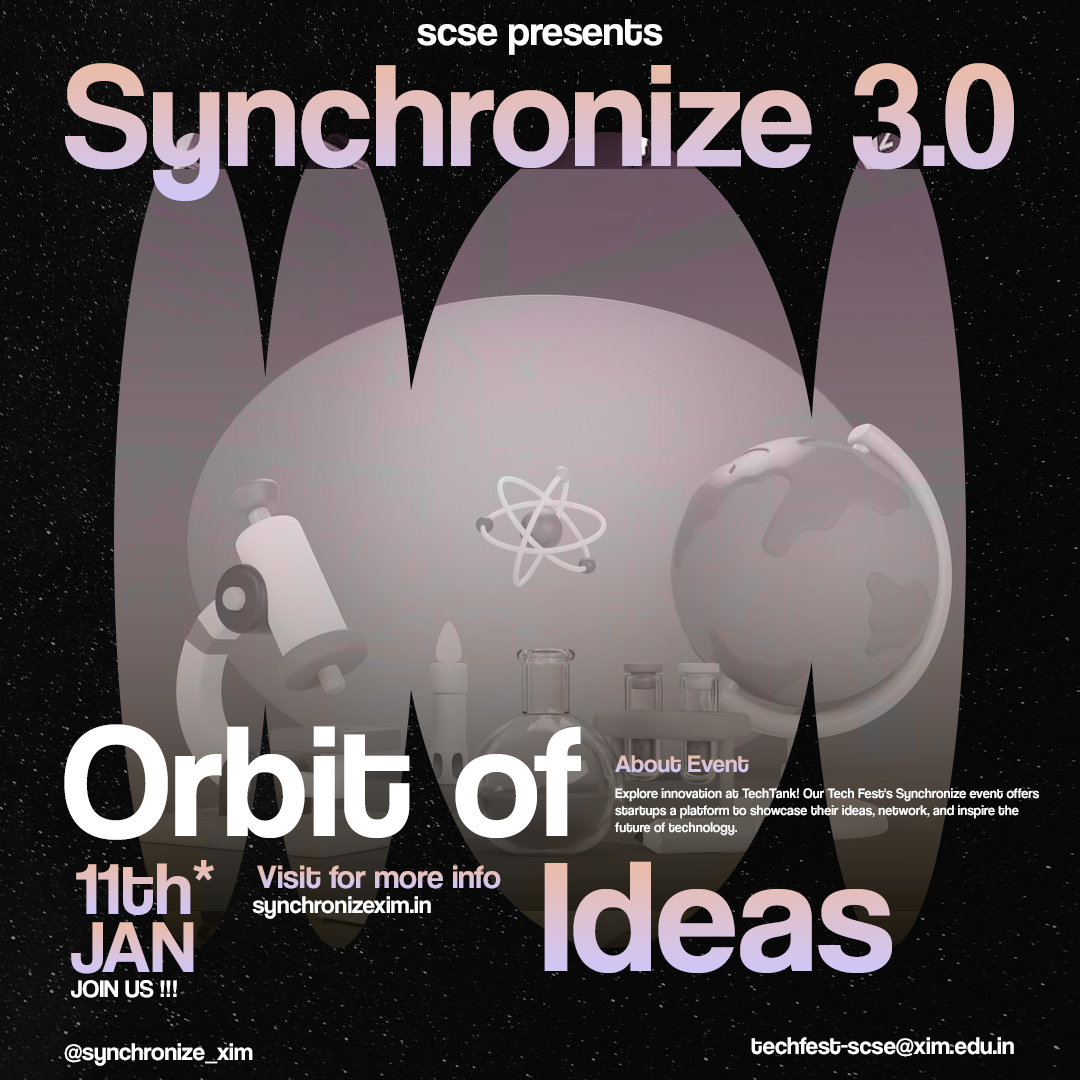 scse presents
Synchronize 3.0
Orbit of
About Event
Explore innovation at TechTank! Our Tech Fest's Synchronize event offers
startups a platform to showcase their ideas, network, and inspire the
future of technology.
11th*
JAN
JOIN US !!!
Visit for more info
synchronizexim.in
Ideas
@synchronize_xim
techfest-scse@xim.edu.in